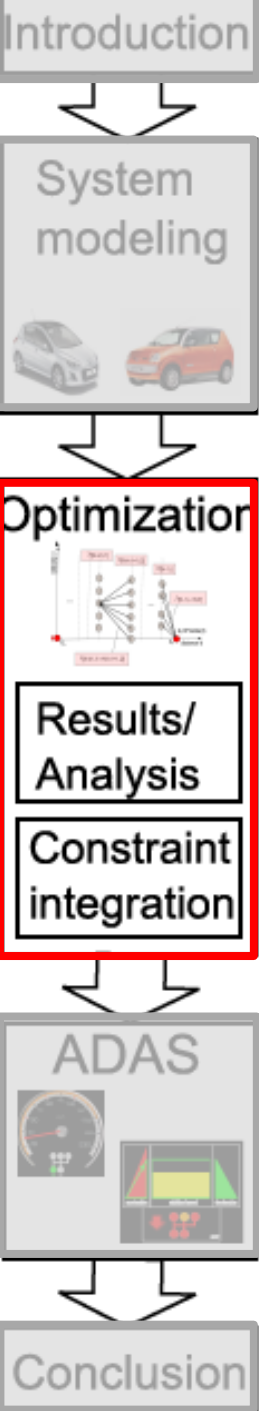 Introduction
System
modeling
Optimization
Results/
Analysis
Constraint
integration
ADAS
Conclusion